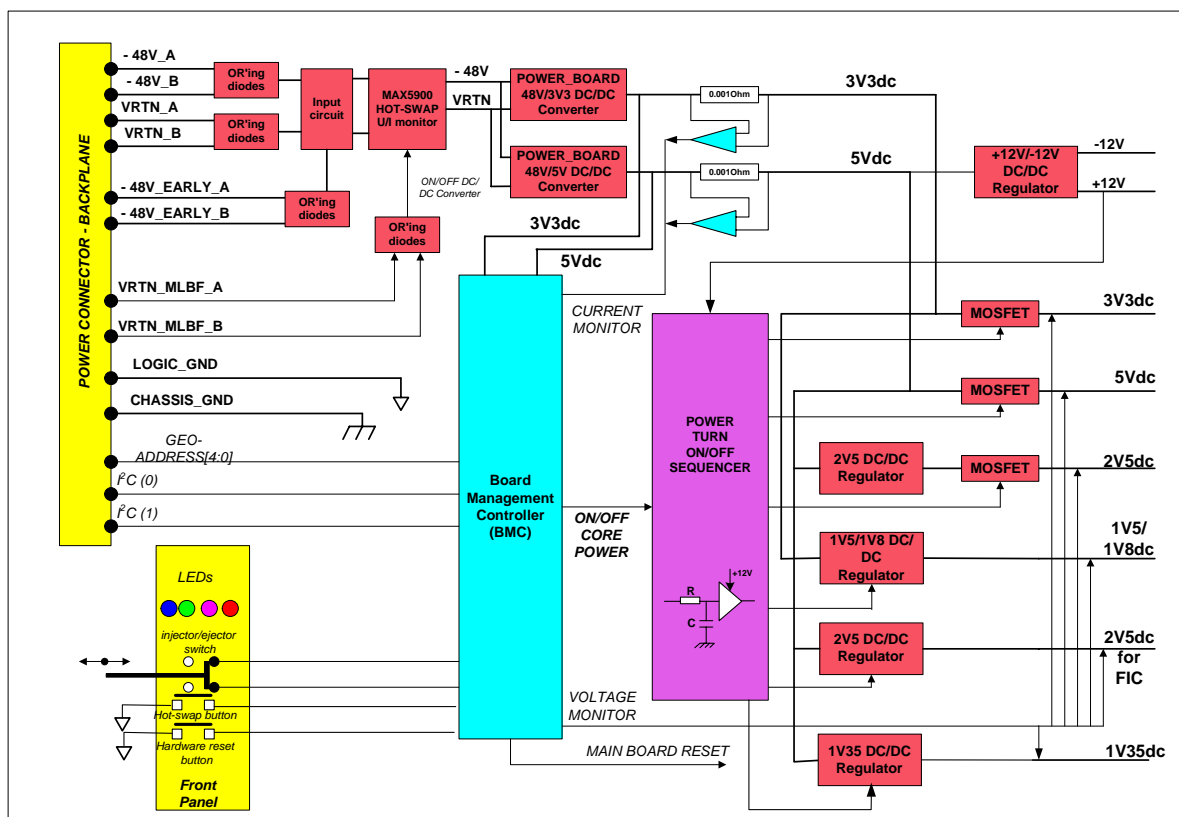 POWER CONNECTOR - BACKPLANE
- 48V_A
- 48V_B
VRTN_A
VRTN_B
- 48V_EARLY_A
- 48V_EARLY_B
VRTN_MLBF_A
VRTN_MLBF_B
LOGIC_GND
CHASSIS_GND
GEO-
ADDRESS[4:0]
I²C (0)
I²C (1)
OR'ing
diodes
OR'ing
diodes
OR'ing
diodes
OR'ing
diodes
Input
circuit
MAX5900
HOT-SWAP
U/I monitor
ON/OFF DC/
DC Converter
- 48V
VRTN
POWER_BOARD
48V/3V3 DC/DC
Converter
POWER_BOARD
48V/5V DC/DC
Converter
0.001Ohm
0.001Ohm
3V3dc
5Vdc
3V3dc
5Vdc
+12V/-12V
DC/DC
Regulator
-12V
+12V
CURRENT
MONITOR
Board
Management
Controller
(BMC)
ON/OFF
CORE
POWER
VOLTAGE
MONITOR
MAIN BOARD RESET
POWER
TURN
ON/OFF
SEQUENCER
+12V
R
C
MOSFET
3V3dc
MOSFET
5Vdc
2V5 DC/DC
Regulator
MOSFET
2V5dc
1V5/1V8 DC/
DC
Regulator
1V5/
1V8dc
2V5 DC/DC
Regulator
2V5dc
for
FIC
1V35 DC/DC
Regulator
1V35dc
LEDs
injector/ejector
switch
Hot-swap button
Hardware reset
button
Front
Panel